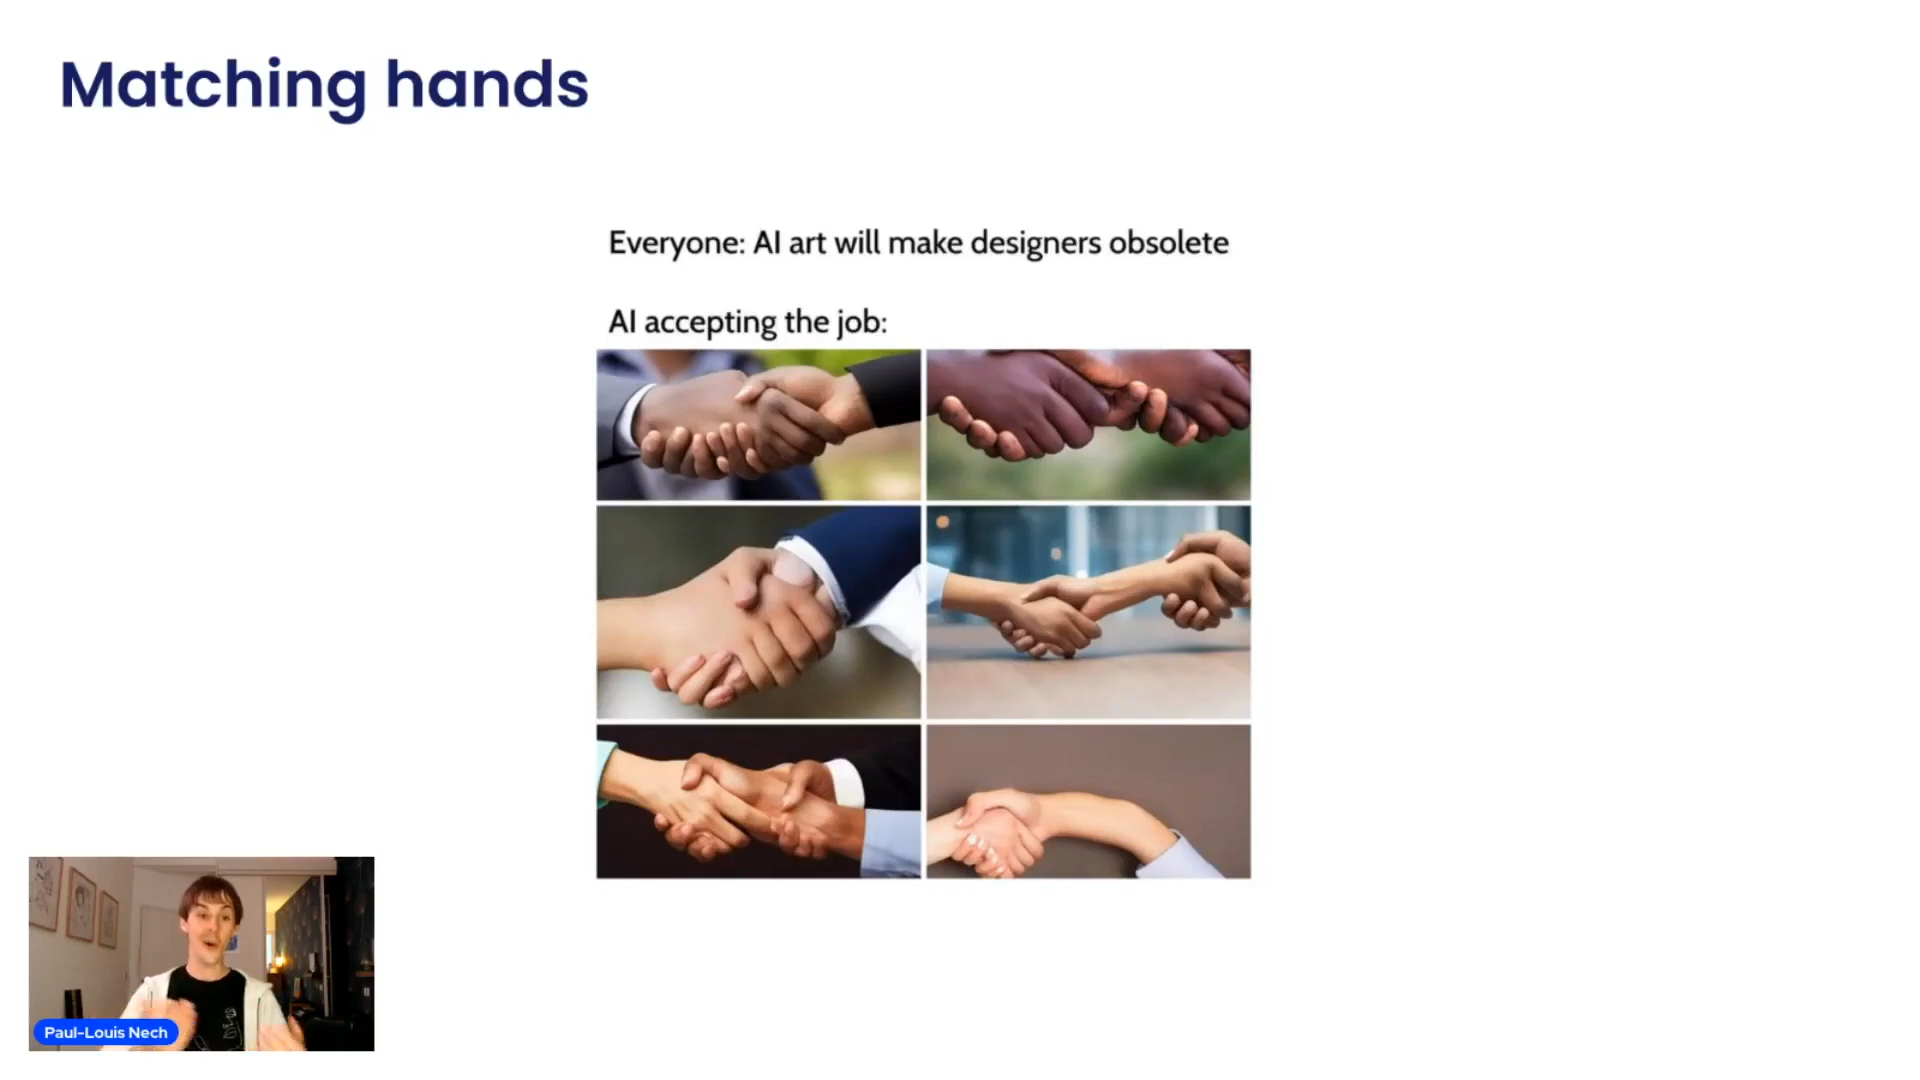 Matching hands
Everyone: AI art will make designers obsolete
AI accepting the job:
Paul-Louis Nech